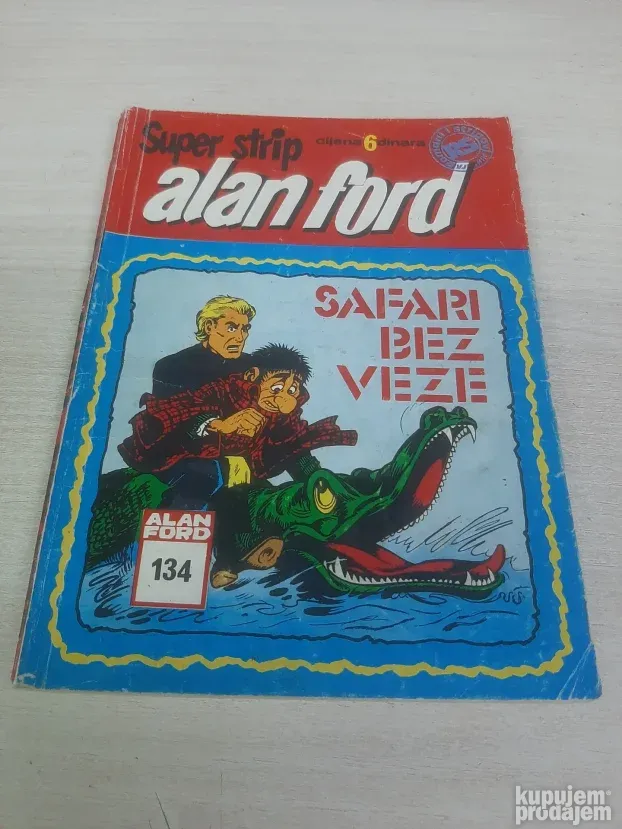 Super strip
cijena 6 dinara
alan ford
SAFARI
BEZ
VEZE
ALAN
FORD
134
kupujem
prodajem